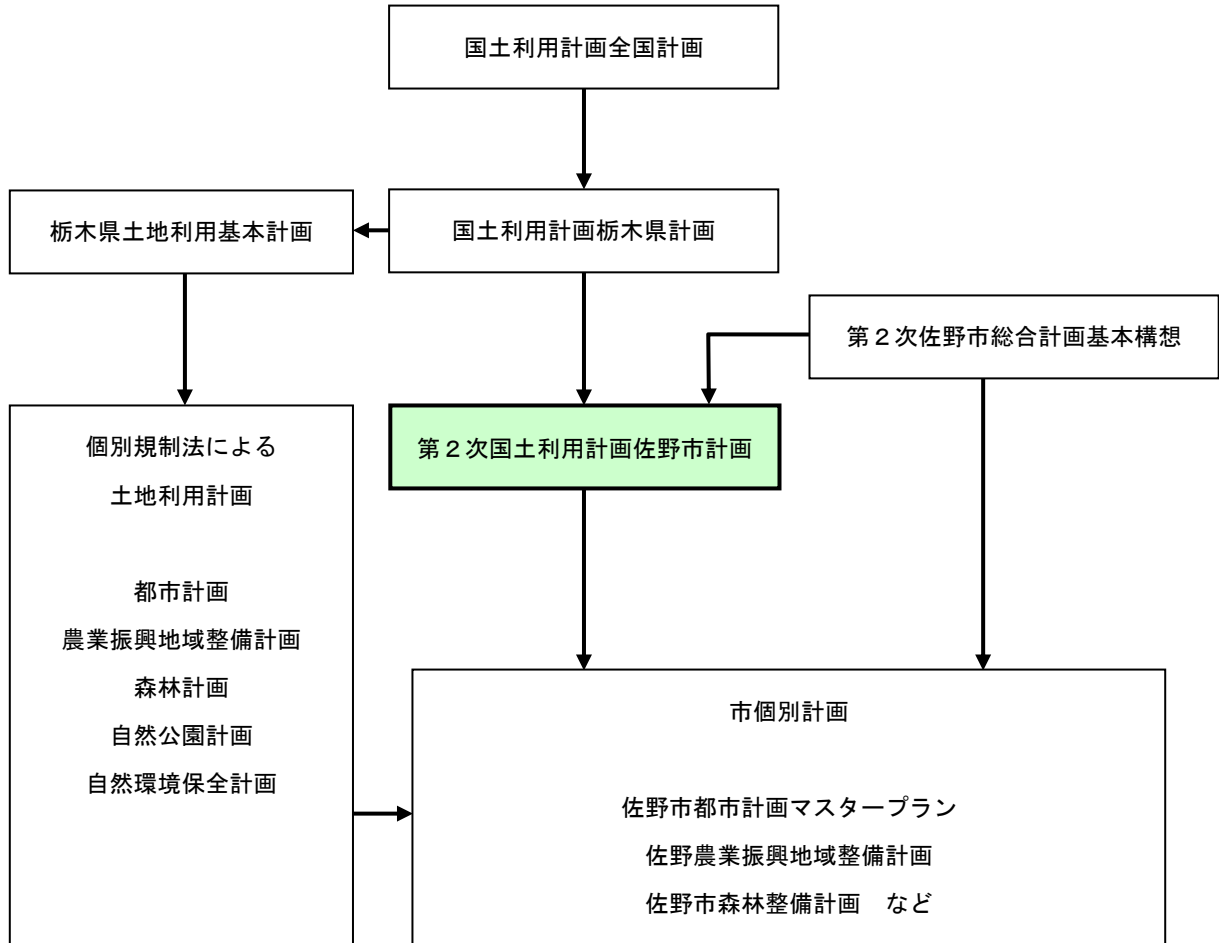 国土利用計画全国計画
栃木県土地利用基本計画
国土利用計画栃木県計画
第２次佐野市総合計画基本構想
個別規制法による
土地利用計画
都市計画
農業振興地域整備計画
森林計画
自然公園計画
自然環境保全計画
第２次国土利用計画佐野市計画
市個別計画
佐野市都市計画マスタープラン
佐野農業振興地域整備計画
佐野市森林整備計画　など